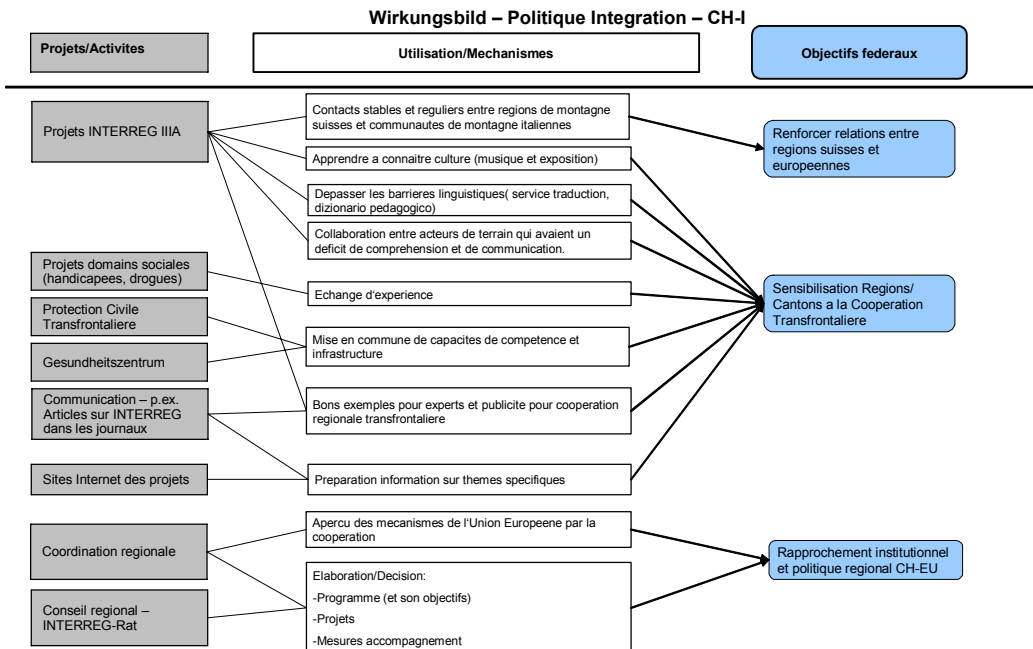 Wirkungsbild – Politique Integration – CH-I
Projets/Activites
Utilisation/Mechanismes
Objectifs federaux
Projets INTERREG IIIA
Projets domains sociales
(handicapees, drogues)
Protection Civile
Transfrontaliere
Gesundheitszentrum
Communication – p.ex.
Articles sur INTERREG
dans les journaux
Sites Internet des projets
Coordination regionale
Conseil regional –
INTERREG-Rat
Contacts stables et reguliers entre regions de montagne
suisses et communautes de montagne italiennes
Apprendre a connaitre culture (musique et exposition)
Depasser les barrieres linguistiques( service traduction,
dizionario pedagogico)
Collaboration entre acteurs de terrain qui avaient un
deficit de comprehension et de communication.
Echange d‘experience
Mise en commune de capacites de competence et
infrastructure
Bons exemples pour experts et publicite pour cooperation
regionale transfrontaliere
Preparation information sur themes specifiques
Apercu des mecanismes de l‘Union Europeene par la
cooperation
Elaboration/Decision:
-Programme (et son objectifs)
-Projets
-Mesures accompagnement
Renforcer relations entre
regions suisses et
europeennes
Sensibilisation Regions/
Cantons a la Cooperation
Transfrontaliere
Rapprochement institutionnel
et politique regional CH-EU